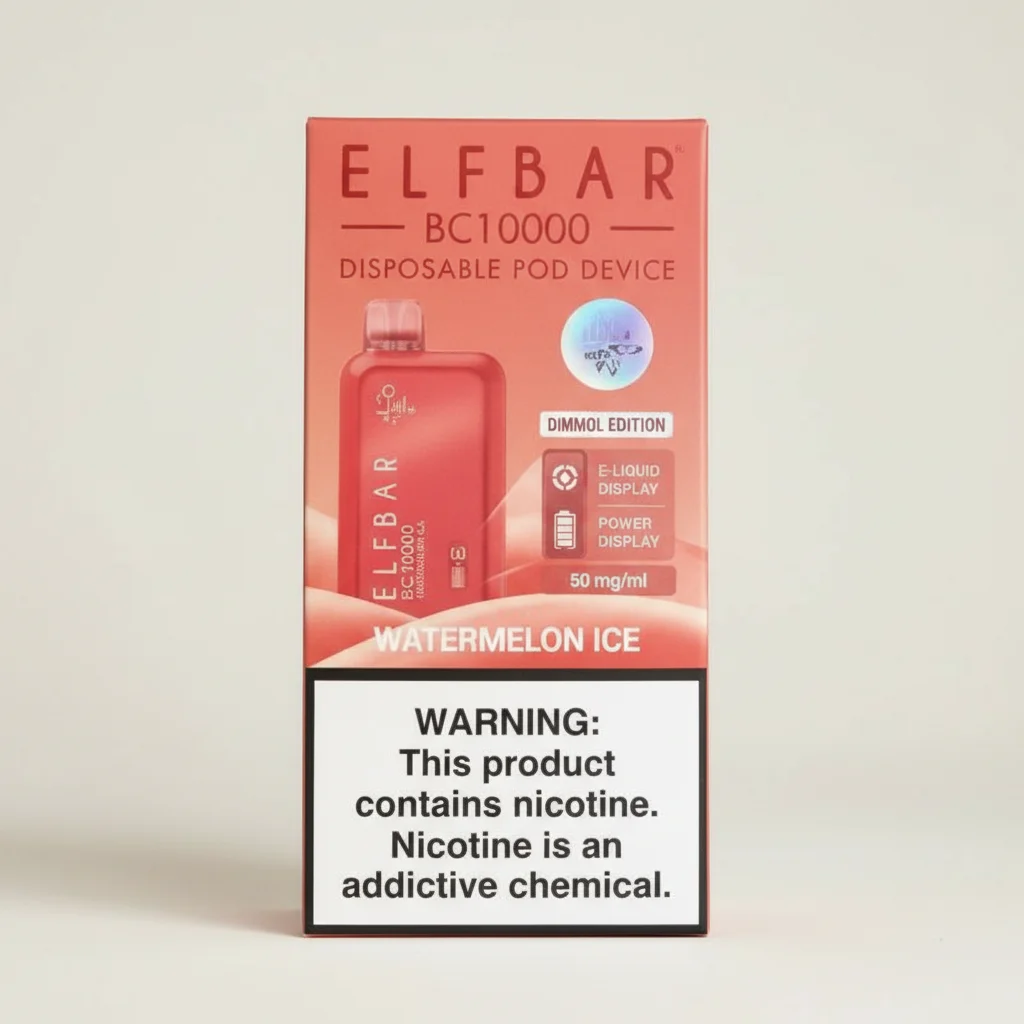 ELFBAR
BC10000
DISPOSABLE POD DEVICE
DIMMOL EDITION
E-LIQUID
DISPLAY
POWER
DISPLAY
50 mg/ml
ELFBAR
BC10000
WATERMELON ICE
WARNING:
This product
contains nicotine.
Nicotine is an
addictive chemical.